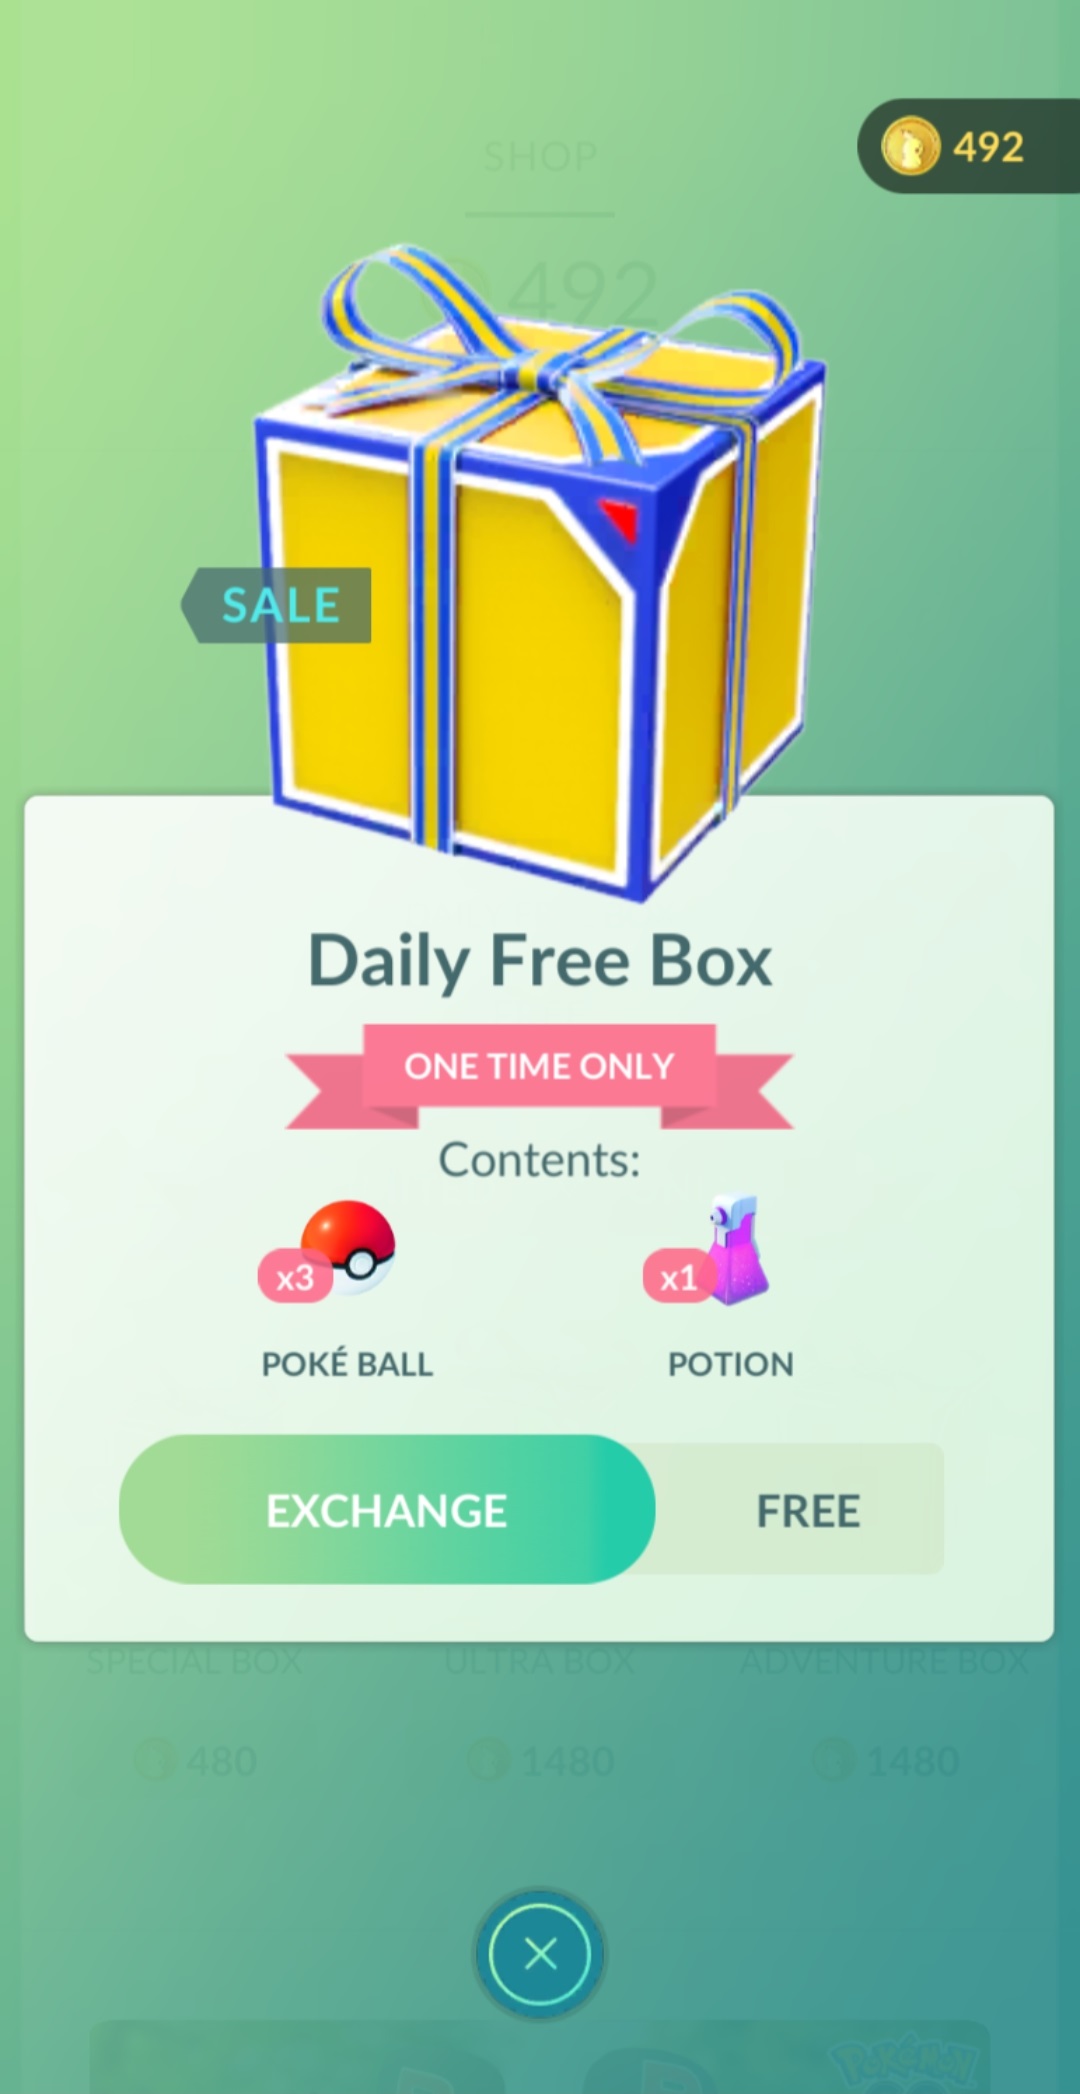 492
SHOP
492
SALE
Daily Free Box
ONE TIME ONLY
Contents:
x3
x1
POKÉ BALL
POTION
EXCHANGE
FREE
SPECIAL BOX
ULTRA BOX
ADVENTURE BOX
480
1480
1480
POKÉMON